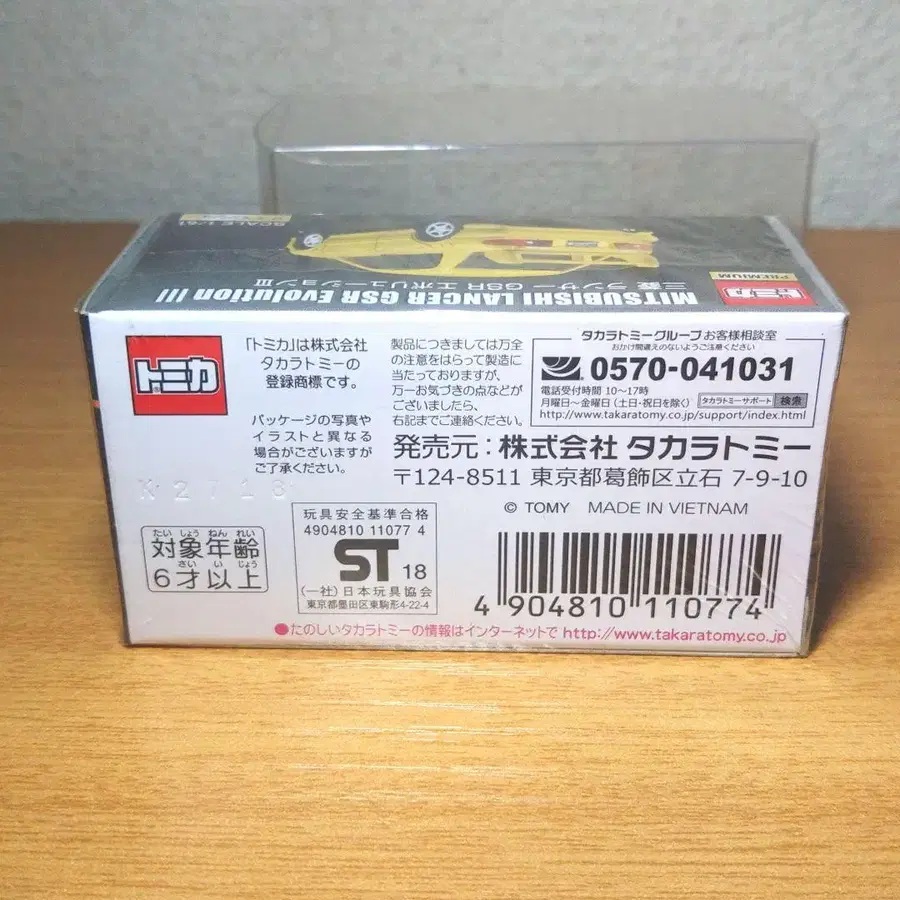 SCALE 1/61
トミカ
PREMIUM
三菱 ランサー GSR エボリューションⅢ
MITSUBISHI LANCER GSR Evolution III
トミカ
「トミカ」は株式会社
タカラトミーの
登録商標です。
パッケージの写真や
イラストと異なる
場合がございますが
ご了承ください。
K2718
製品につきましては万全
の注意をはらって製造に
当たっておりますが、
万一お気づきの点などが
ございましたら、
右記までご連絡ください。
タカラトミーグループお客様相談室
おかけ間違えのないようご注意ください
0570-041031
電話受付時間 10〜17時
月曜日〜金曜日(土・日・祝日を除く)
タカラトミーサポート 検索
http://www.takaratomy.co.jp/support/index.html
発売元:株式会社 タカラトミー
〒124-8511 東京都葛飾区立石 7-9-10
© TOMY MADE IN VIETNAM
たいしょうねんれい
対象年齢
さいいじょう
6才以上
玩具安全基準合格
4904810 11077 4
ST 18
(一社)日本玩具協会
東京都墨田区東駒形4-22-4
4 904810 110774
●たのしいタカラトミーの情報はインターネットで http://www.takaratomy.co.jp